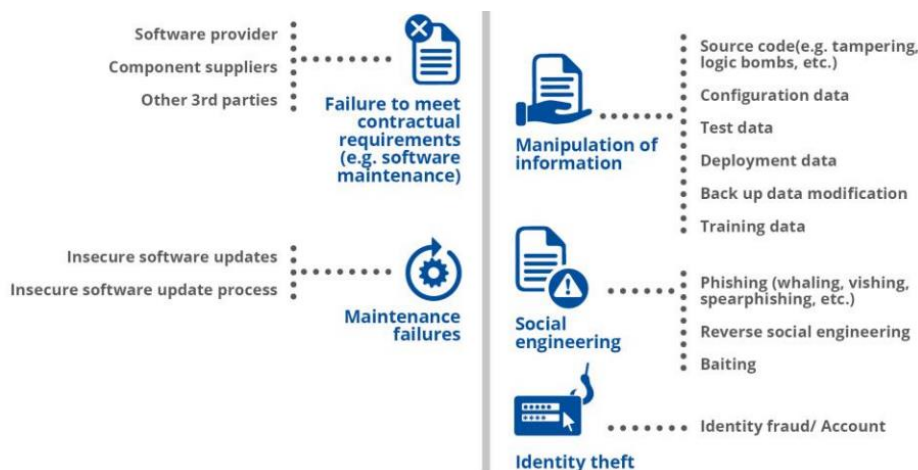 Software provider
Component suppliers
Other 3rd parties
Failure to meet
contractual
requirements
(e.g. software
maintenance)
Insecure software updates
Insecure software update process
Maintenance
failures
Source code(e.g. tampering,
logic bombs, etc.)
Configuration data
Test data
Deployment data
Back up data modification
Training data
Manipulation of
information
Phishing (whaling, vishing,
spearphishing, etc.)
Reverse social engineering
Baiting
Social
engineering
Identity fraud/ Account
Identity theft